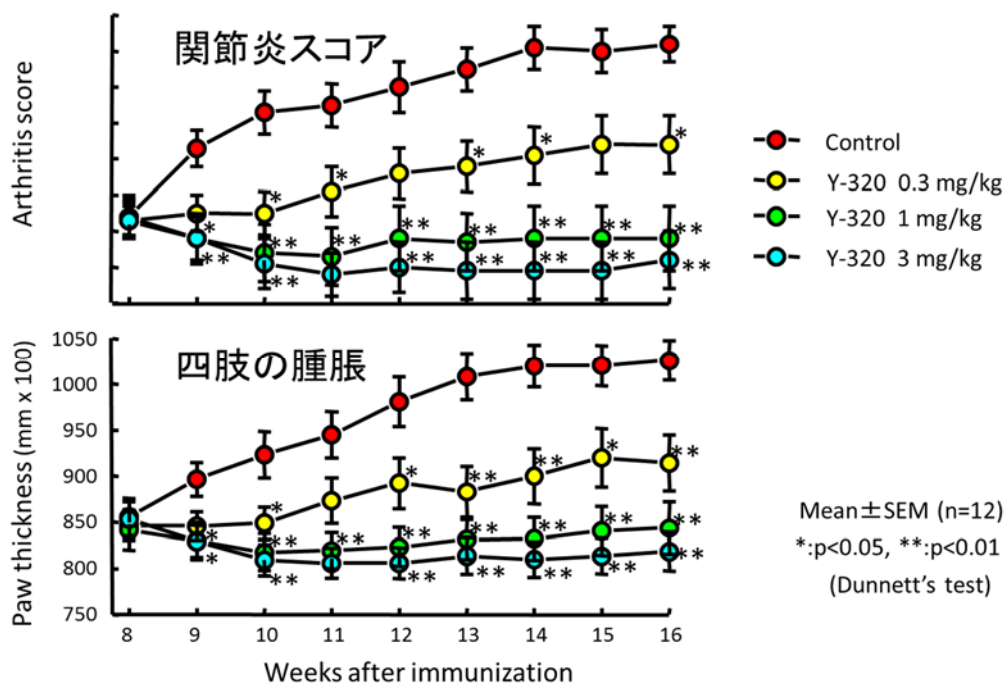 関節炎スコア
Arthritis score
Control
Y-320 0.3 mg/kg
Y-320 1 mg/kg
Y-320 3 mg/kg
* * * * *
* ** ** ** ** ** ** **
** ** ** ** ** ** **
四肢の腫脹
Paw thickness (mm x 100)
1050
1000
950
900
850
800
750
* * ** ** * **
* ** ** ** ** ** ** **
* ** ** ** ** ** **
8 9 10 11 12 13 14 15 16
Weeks after immunization
Mean±SEM (n=12)
*:p<0.05, **:p<0.01
(Dunnett's test)